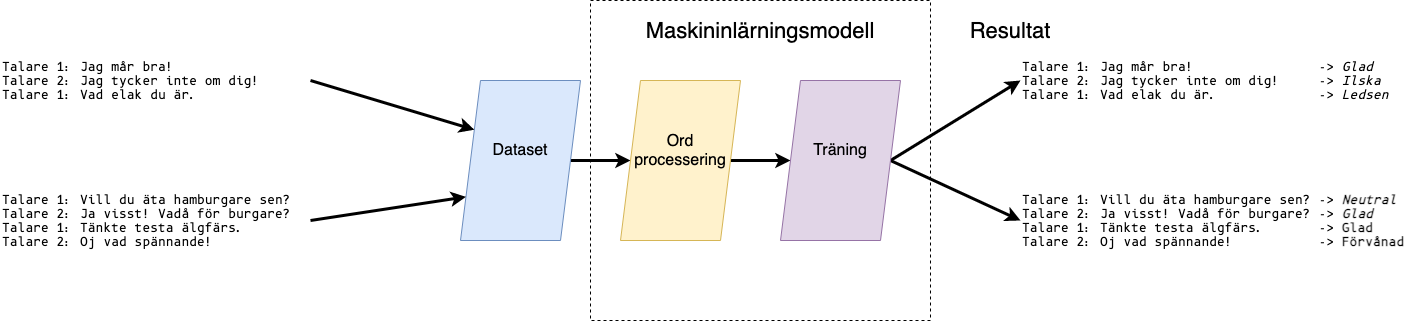 Maskininlärningsmodell
Resultat
Talare 1: Jag mår bra!
Talare 2: Jag tycker inte om dig!
Talare 1: Vad elak du är.
Talare 1: Vill du äta hamburgare sen?
Talare 2: Ja visst! Vadå för burgare?
Talare 1: Tänkte testa älgfärs.
Talare 2: Oj vad spännande!
Dataset
Ord
processering
Träning
Talare 1: Jag mår bra! -> Glad
Talare 2: Jag tycker inte om dig! -> Ilska
Talare 1: Vad elak du är. -> Ledsen
Talare 1: Vill du äta hamburgare sen? -> Neutral
Talare 2: Ja visst! Vadå för burgare? -> Glad
Talare 1: Tänkte testa älgfärs. -> Glad
Talare 2: Oj vad spännande! -> Förvånad